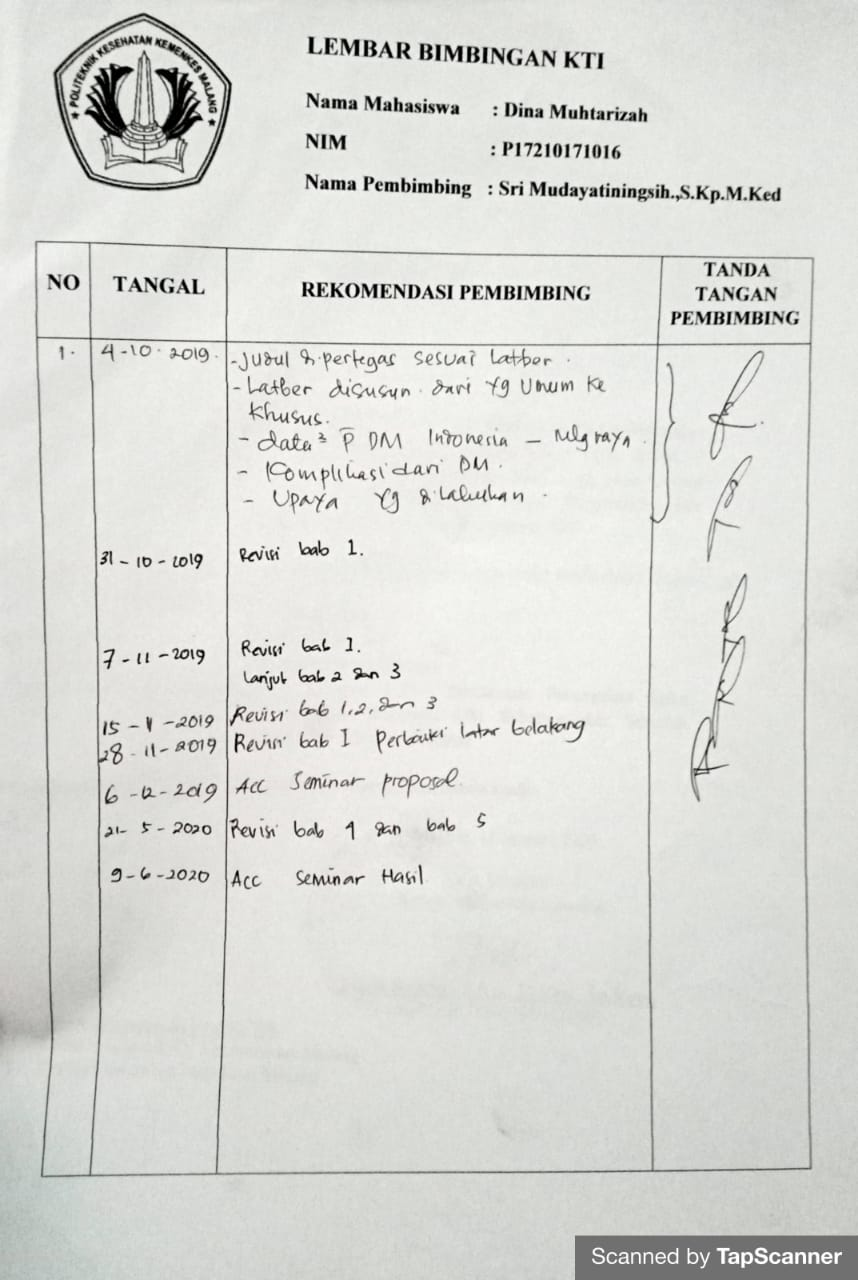 POLITEKNIK KESEHATAN KEMENKES MALANG
LEMBAR BIMBINGAN KTI
Nama Mahasiswa : Dina Muhtarizah
NIM : P17210171016
Nama Pembimbing : Sri Mudayatiningsih.,S.Kp.M.Ked
NO TANGAL REKOMENDASI PEMBIMBING TANDA TANGAN PEMBIMBING
1. 4-10-2019. -Judul di pertegas sesuai Latber.
- Latber disusun dari yg Umum ke
khusus.
- data² P DM Indonesia - Mlg raya.
- Komplikasi dari DM.
- Upaya yg dilakukan.
31-10-2019 Revisi bab 1.
7-11-2019 Revisi bab I.
Lanjut bab 2 dan 3
15-11-2019 Revisi bab 1,2, dan 3
28-11-2019 Revisi bab I Perbaiki latar belakang
6-12-2019 Acc Seminar proposal.
21-5-2020 Revisi bab 4 dan bab 5
9-6-2020 Acc Seminar Hasil
Scanned by TapScanner